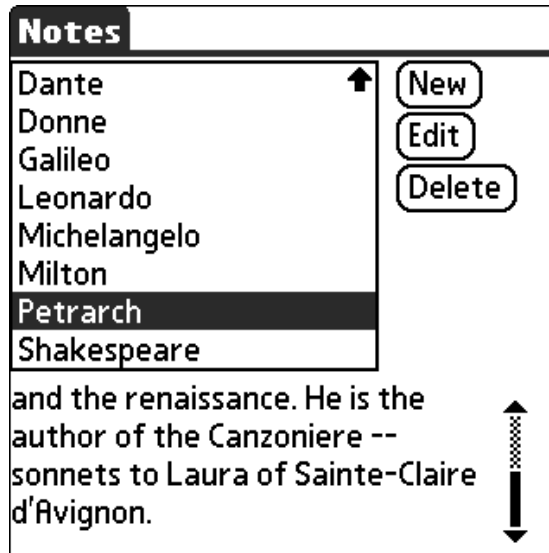 Notes
Dante
Donne
Galileo
Leonardo
Michelangelo
Milton
Petrarch
Shakespeare
New
Edit
Delete
and the renaissance. He is the
author of the Canzoniere --
sonnets to Laura of Sainte-Claire
d'Avignon.